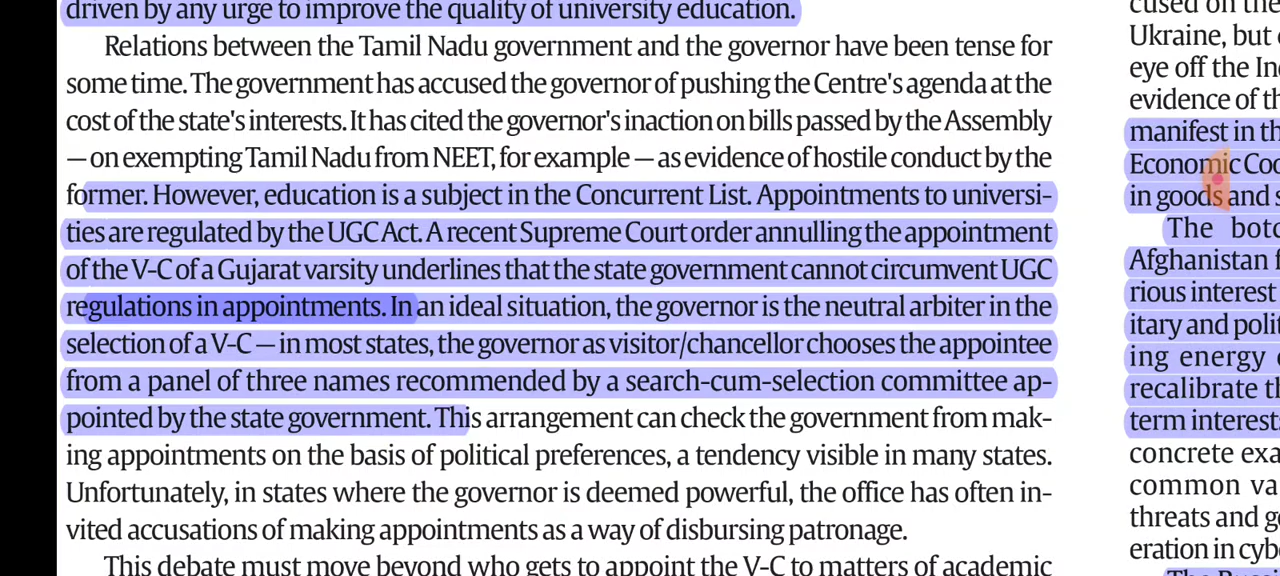 driven by any urge to improve the quality of university education.
Relations between the Tamil Nadu government and the governor have been tense for
some time. The government has accused the governor of pushing the Centre's agenda at the
cost of the state's interests. It has cited the governor's inaction on bills passed by the Assembly
— on exempting Tamil Nadu from NEET, for example — as evidence of hostile conduct by the
former. However, education is a subject in the Concurrent List. Appointments to universi-
ties are regulated by the UGC Act. A recent Supreme Court order annulling the appointment
of the V-C of a Gujarat varsity underlines that the state government cannot circumvent UGC
regulations in appointments. In an ideal situation, the governor is the neutral arbiter in the
selection of a V-C — in most states, the governor as visitor/chancellor chooses the appointee
from a panel of three names recommended by a search-cum-selection committee ap-
pointed by the state government. This arrangement can check the government from mak-
ing appointments on the basis of political preferences, a tendency visible in many states.
Unfortunately, in states where the governor is deemed powerful, the office has often in-
vited accusations of making appointments as a way of disbursing patronage.
This debate must move beyond who gets to appoint the V-C to matters of academic
cused on the
Ukraine, but
eye off the
evidence of
manifest in
Economic
in goods and
The
Afghanistan
rious interest
itary and
ing energy
recalibrate
term interests
concrete
common
threats and
eration in
The